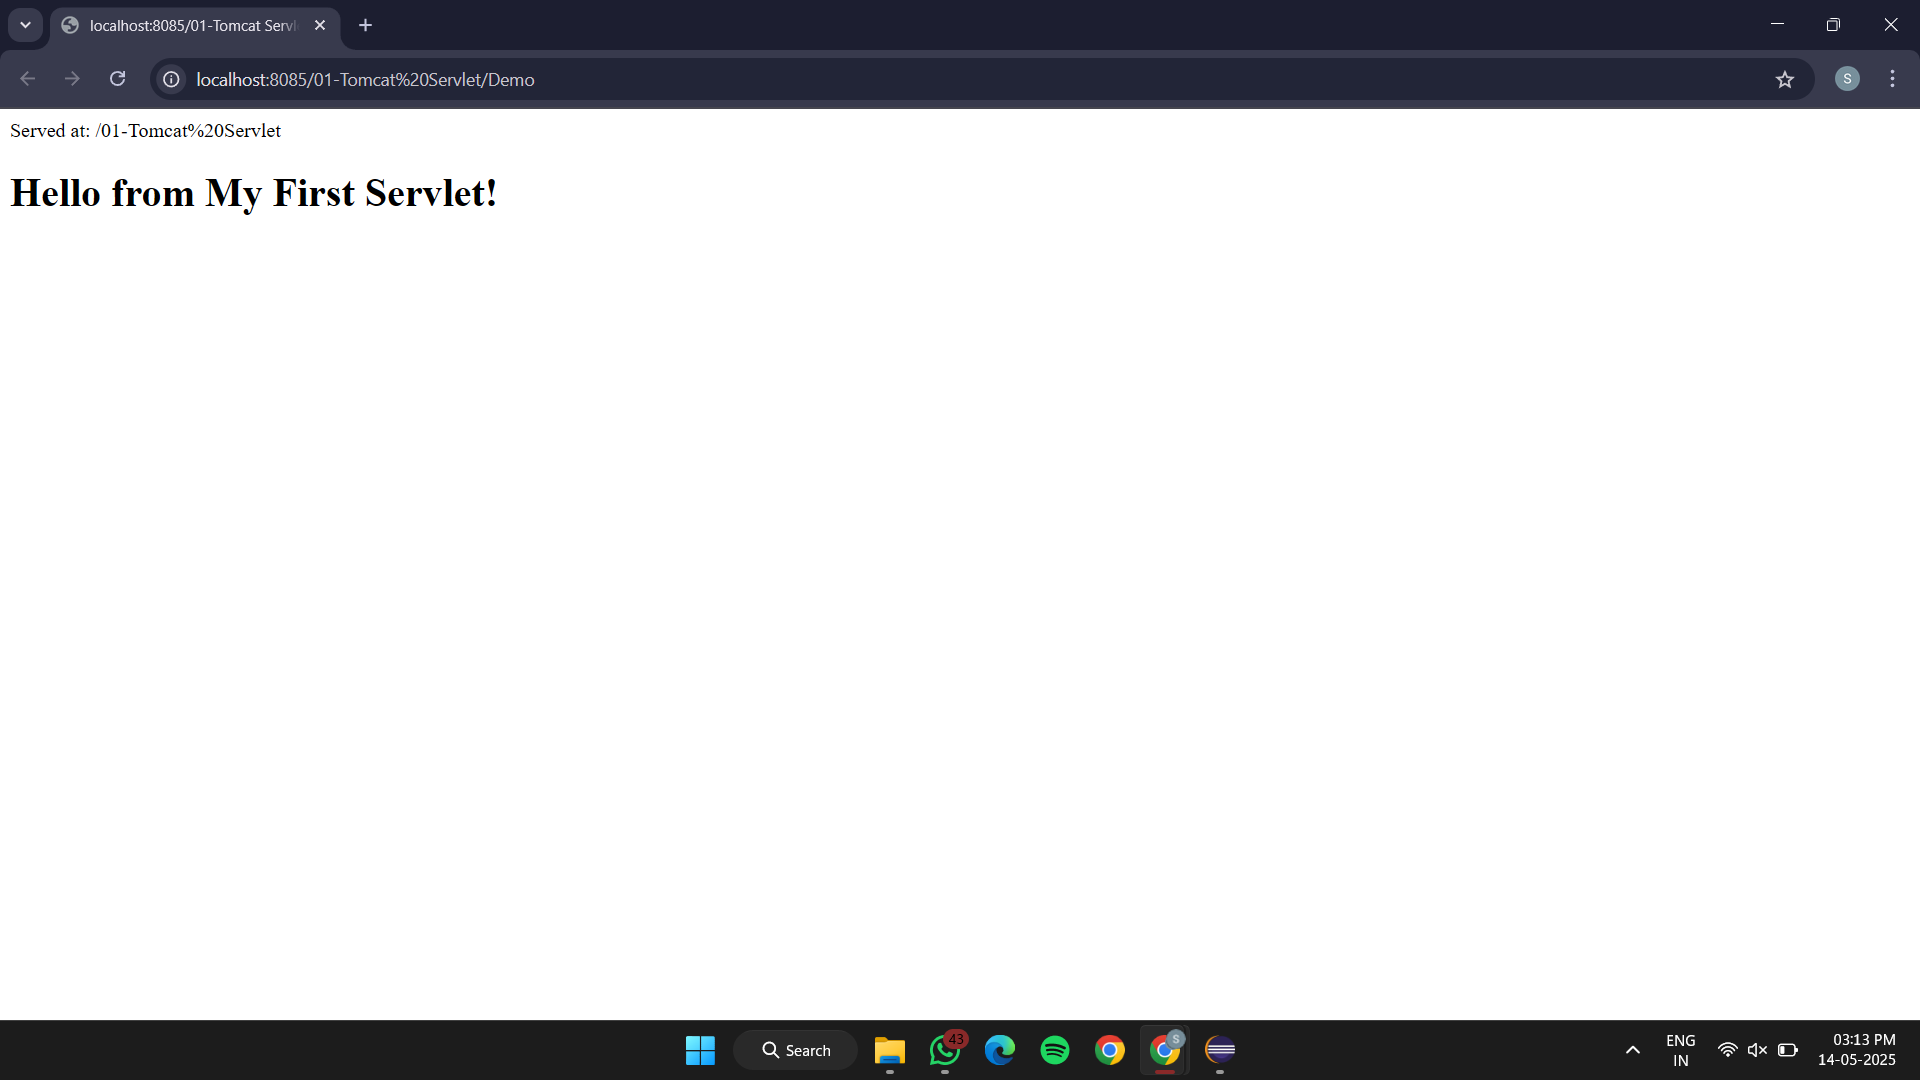 localhost:8085/01-Tomcat Servl
localhost:8085/01-Tomcat%20Servlet/Demo
S
Served at: /01-Tomcat%20Servlet
Hello from My First Servlet!
Search
43
S
ENG
IN
03:13 PM
14-05-2025